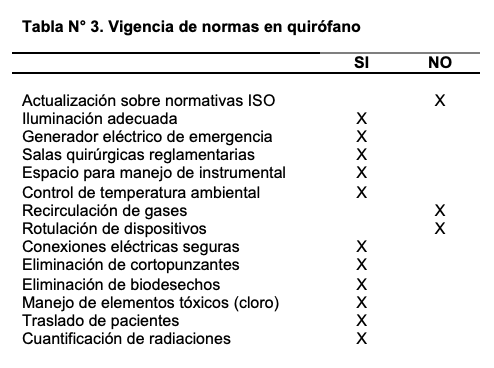 Tabla N° 3. Vigencia de normas en quirófano
SI NO
Actualización sobre normativas ISO X
Iluminación adecuada X
Generador eléctrico de emergencia X
Salas quirúrgicas reglamentarias X
Espacio para manejo de instrumental X
Control de temperatura ambiental X
Recirculación de gases X
Rotulación de dispositivos X
Conexiones eléctricas seguras X
Eliminación de cortopunzantes X
Eliminación de biodesechos X
Manejo de elementos tóxicos (cloro) X
Traslado de pacientes X
Cuantificación de radiaciones X